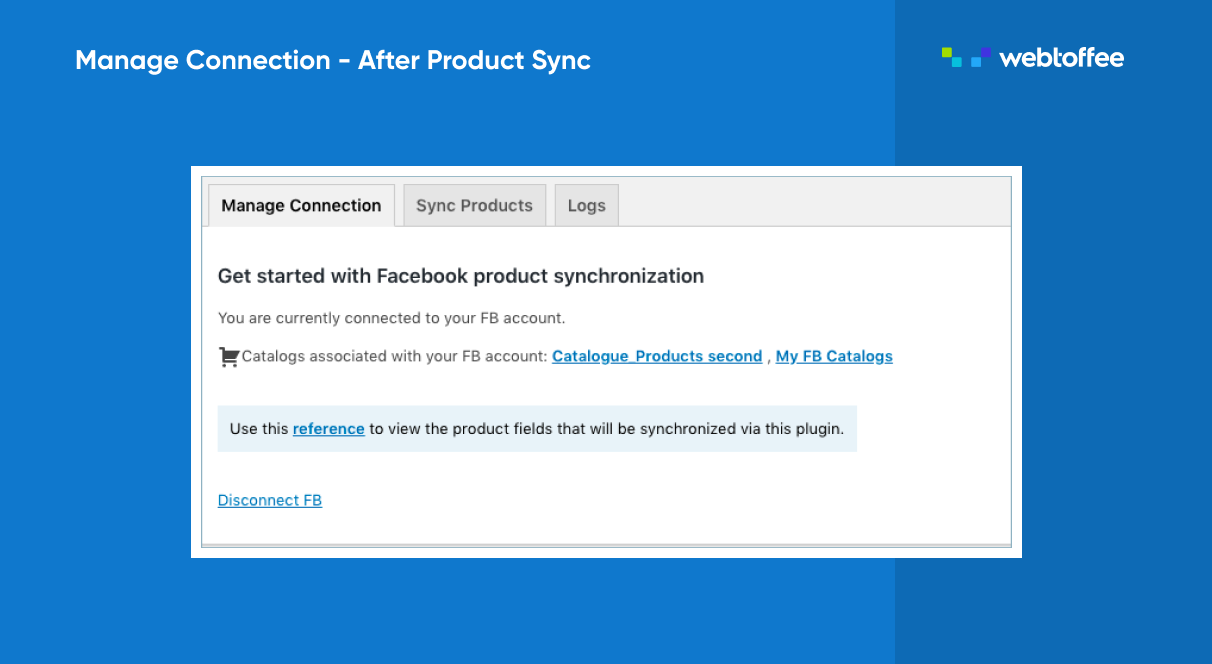 Manage Connection - After Product Sync
webtoffee
Manage Connection
Sync Products
Logs
Get started with Facebook product synchronization
You are currently connected to your FB account.
Catalogs associated with your FB account: Catalogue_Products second , My FB Catalogs
Use this reference to view the product fields that will be synchronized via this plugin.
Disconnect FB